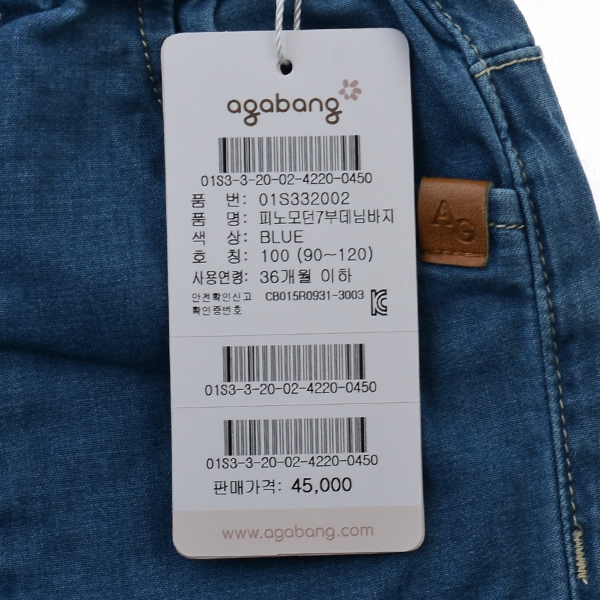 agabang
01S3-3-20-02-4220-0450
품 번: 01S332002
품 명: 피노모던7부데님바지
색 상: BLUE
호 칭: 100 (90~120)
사용연령: 36개월 이하
안전확인신고 CB015R0931-3003
확인증번호
01S3-3-20-02-4220-0450
01S3-3-20-02-4220-0450
판매가격: 45,000
www.agabang.com
AG